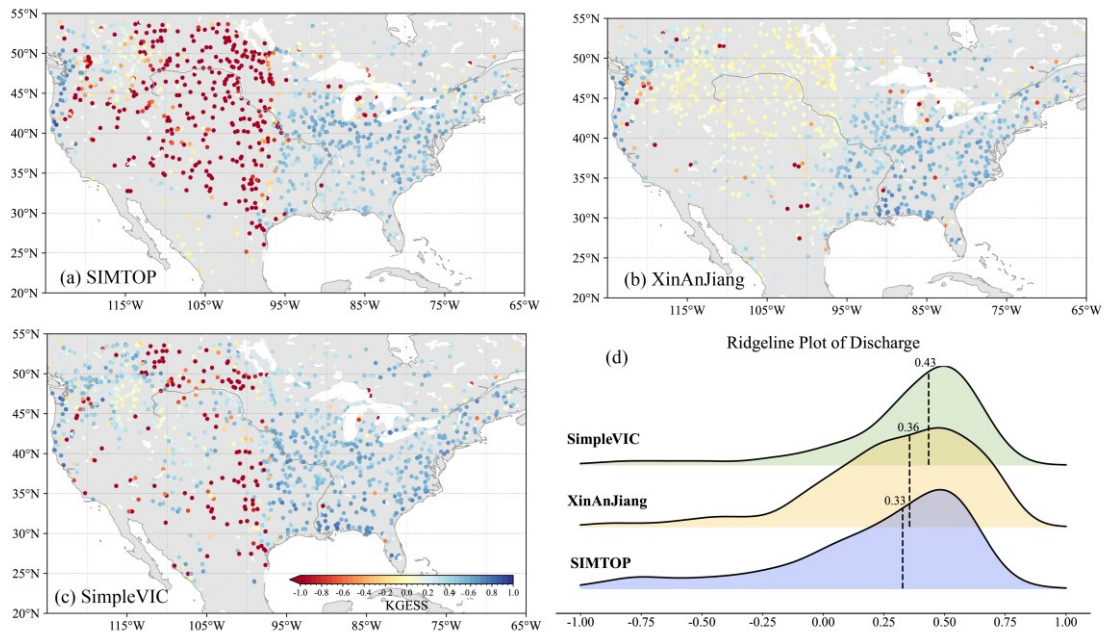 55°N
50°N
45°N
40°N
35°N
30°N
25°N
20°N
(a) SIMTOP
115°W 105°W 95°W 85°W 75°W 65°W
55°N
50°N
45°N
40°N
35°N
30°N
25°N
20°N
(b) XinAnJiang
115°W 105°W 95°W 85°W 75°W 65°W
55°N
50°N
45°N
40°N
35°N
30°N
25°N
20°N
(c) SimpleVIC
-1.0 -0.8 -0.6 -0.4 -0.2 0.0 0.2 0.4 0.6 0.8 1.0
KGESS
115°W 105°W 95°W 85°W 75°W 65°W
(d)
Ridgeline Plot of Discharge
0.43
SimpleVIC
0.36
XinAnJiang
0.33
SIMTOP
-1.00 -0.75 -0.50 -0.25 0.00 0.25 0.50 0.75 1.00